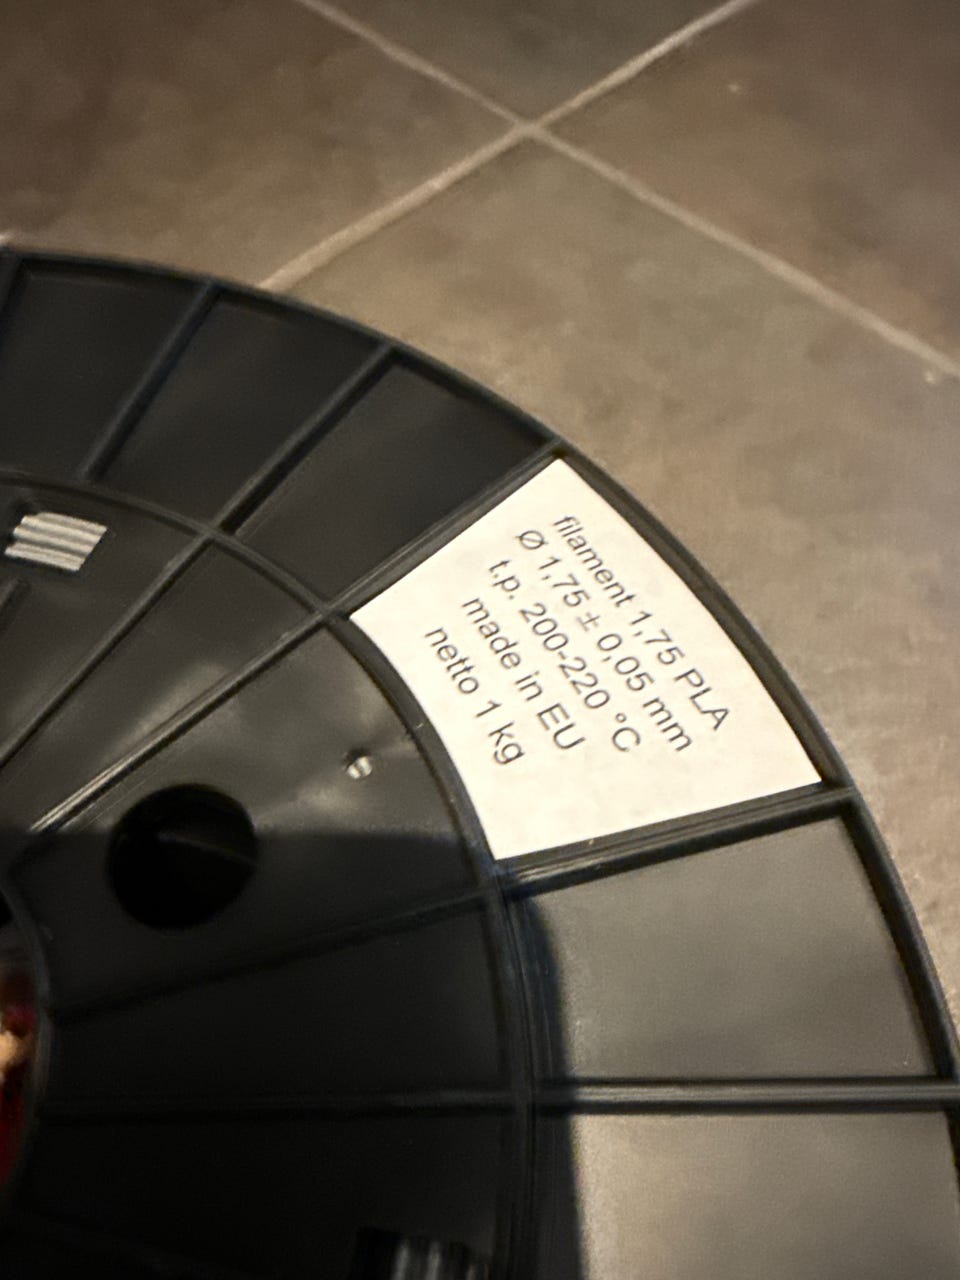 filament 1,75 PLA
Ø 1,75 ± 0,05 mm
t.p. 200-220 °C
made in EU
netto 1 kg